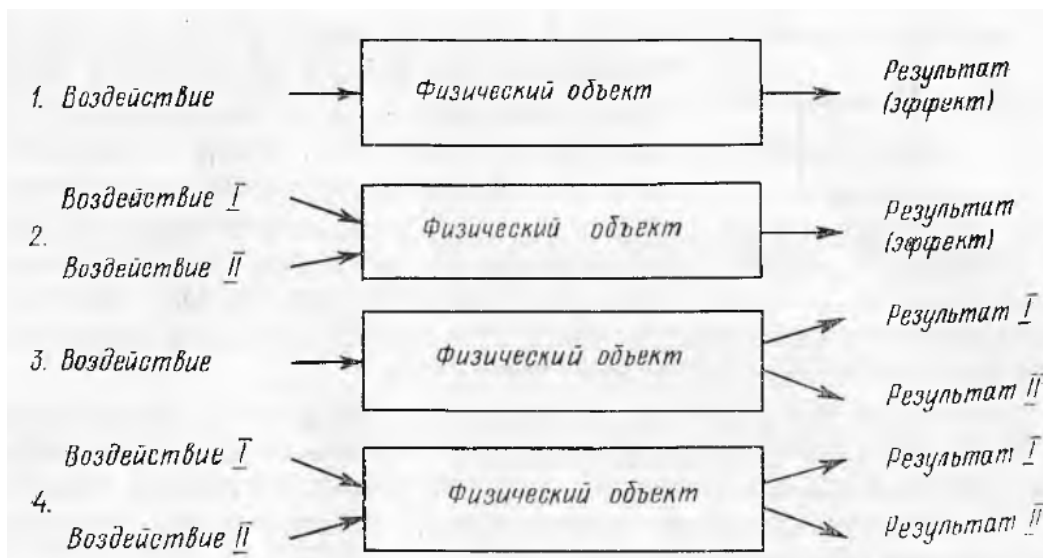 1. Воздействие
Физический объект
Результат
(эффект)
Воздействие I
2.
Воздействие II
Физический объект
Результат
(эффект)
3. Воздействие
Физический объект
Результат I
Результат II
Воздействие I
4.
Воздействие II
Физический объект
Результат I
Результат II